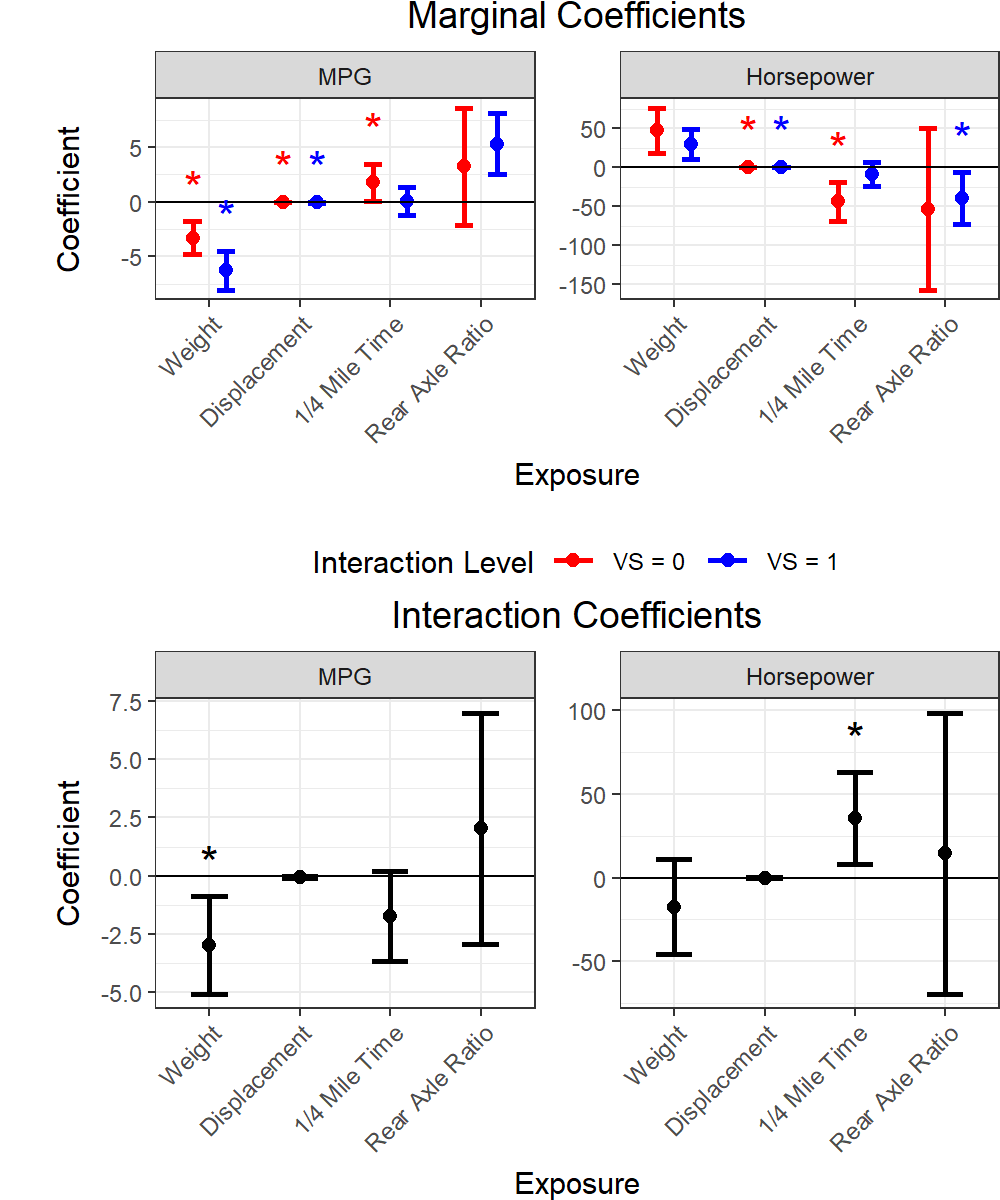 Marginal Coefficients
MPG
Horsepower
Coefficient
5
0
-5
50
0
-50
-100
-150
*
*
*
*
*
*
*
*
*
Weight
Displacement
1/4 Mile Time
Rear Axle Ratio
Weight
Displacement
1/4 Mile Time
Rear Axle Ratio
Exposure
Interaction Level VS = 0 VS = 1
Interaction Coefficients
MPG
Horsepower
Coefficient
7.5
5.0
2.5
0.0
-2.5
-5.0
100
50
0
-50
*
*
Weight
Displacement
1/4 Mile Time
Rear Axle Ratio
Weight
Displacement
1/4 Mile Time
Rear Axle Ratio
Exposure